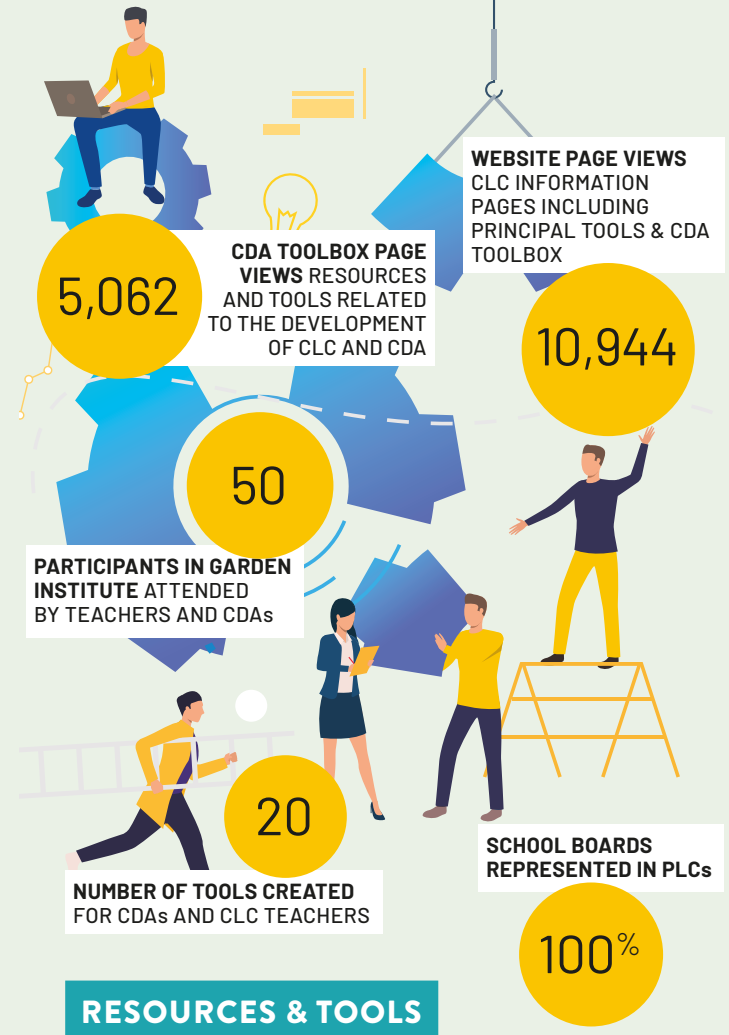 WEBSITE PAGE VIEWS
CLC INFORMATION
PAGES INCLUDING
PRINCIPAL TOOLS & CDA
TOOLBOX
10,944
5,062
CDA TOOLBOX PAGE
VIEWS RESOURCES
AND TOOLS RELATED
TO THE DEVELOPMENT
OF CLC AND CDA
50
PARTICIPANTS IN GARDEN
INSTITUTE ATTENDED
BY TEACHERS AND CDAs
20
NUMBER OF TOOLS CREATED
FOR CDAs AND CLC TEACHERS
SCHOOL BOARDS
REPRESENTED IN PLCs
100%
RESOURCES & TOOLS